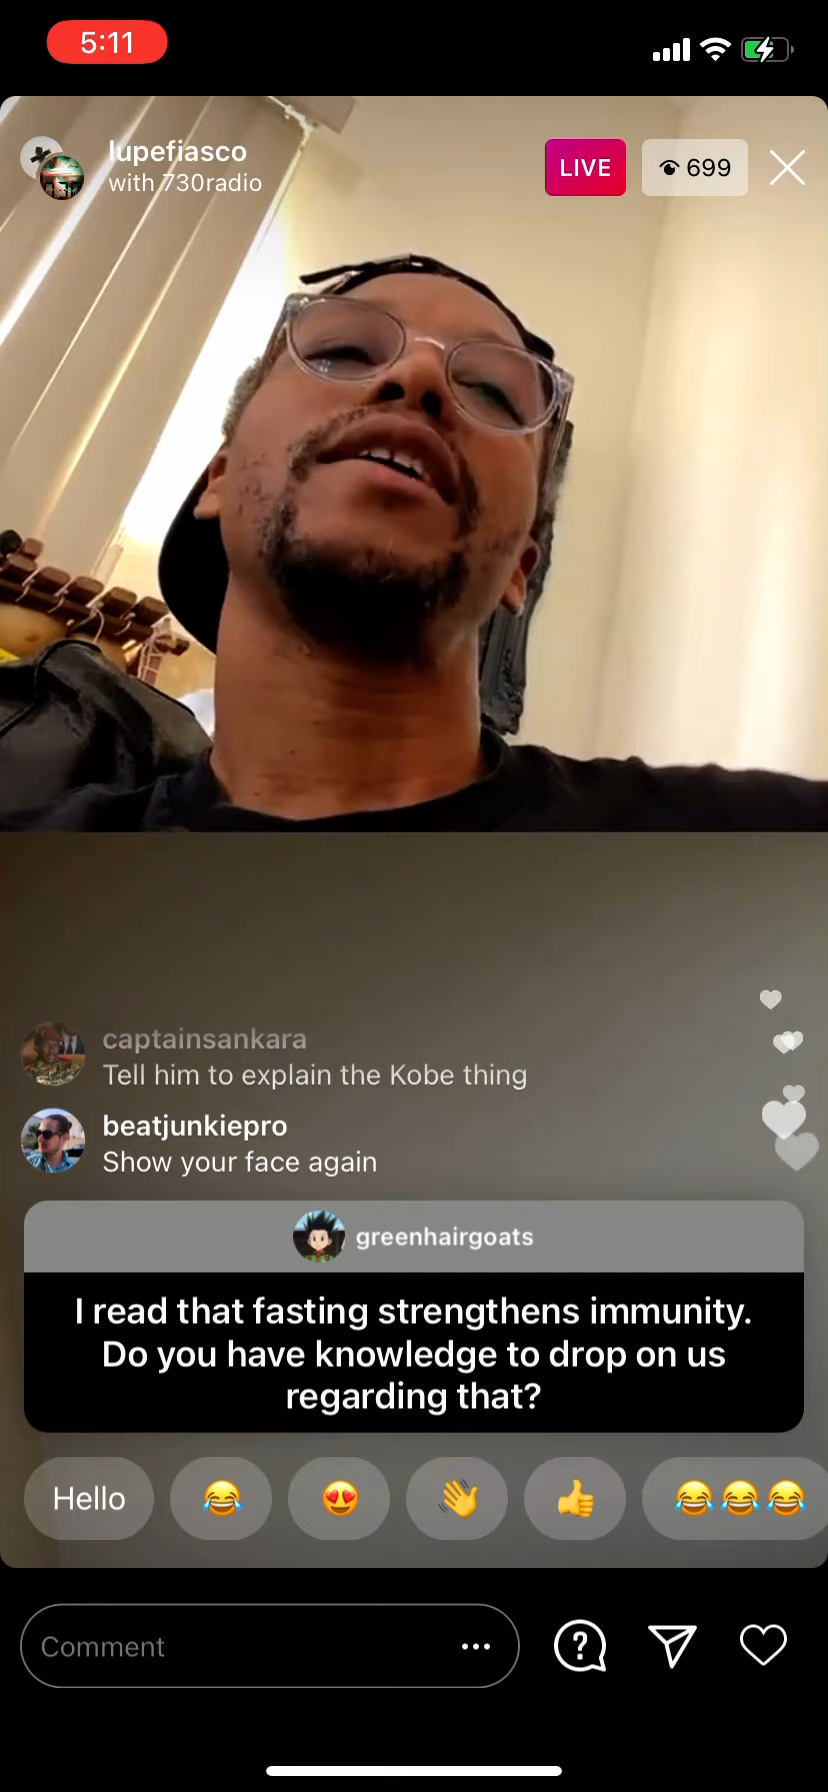 5:11
lupefiasco
with 730radio
LIVE
699
captainsankara
Tell him to explain the Kobe thing
beatjunkiepro
Show your face again
greenhairgoats
I read that fasting strengthens immunity.
Do you have knowledge to drop on us
regarding that?
Hello
Comment